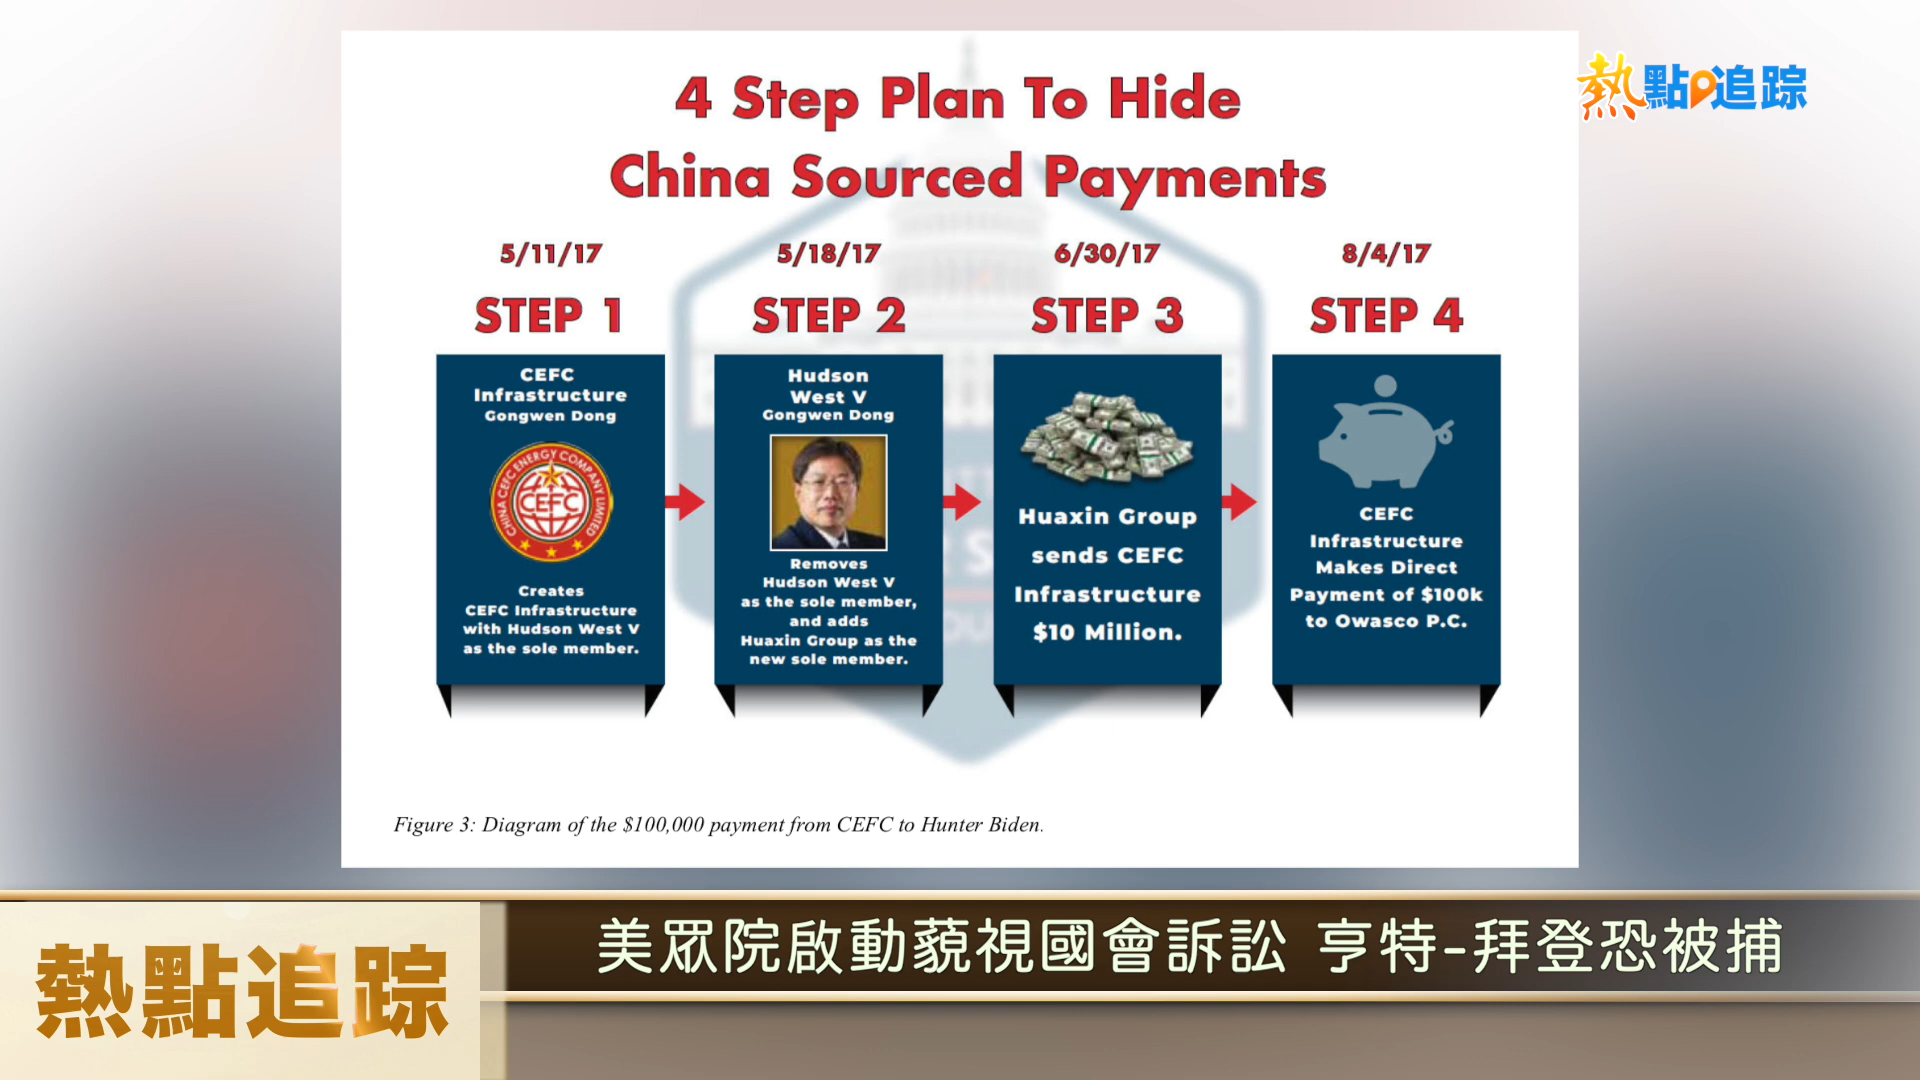 熱點追踪
4 Step Plan To Hide
China Sourced Payments
5/11/17
STEP 1
CEFC
Infrastructure
Gongwen Dong
CHINA CEFC ENERGY COMPANY LIMITED
CEFC
Creates
CEFC Infrastructure
with Hudson West V
as the sole member.
5/18/17
STEP 2
Hudson
West V
Gongwen Dong
Removes
Hudson West V
as the sole member,
and adds
Huaxin Group as the
new sole member.
6/30/17
STEP 3
Huaxin Group
sends CEFC
Infrastructure
$10 Million.
8/4/17
STEP 4
CEFC
Infrastructure
Makes Direct
Payment of $100k
to Owasco P.C.
Figure 3: Diagram of the $100,000 payment from CEFC to Hunter Biden.
熱點追踪
美眾院啟動藐視國會訴訟 亨特-拜登恐被捕